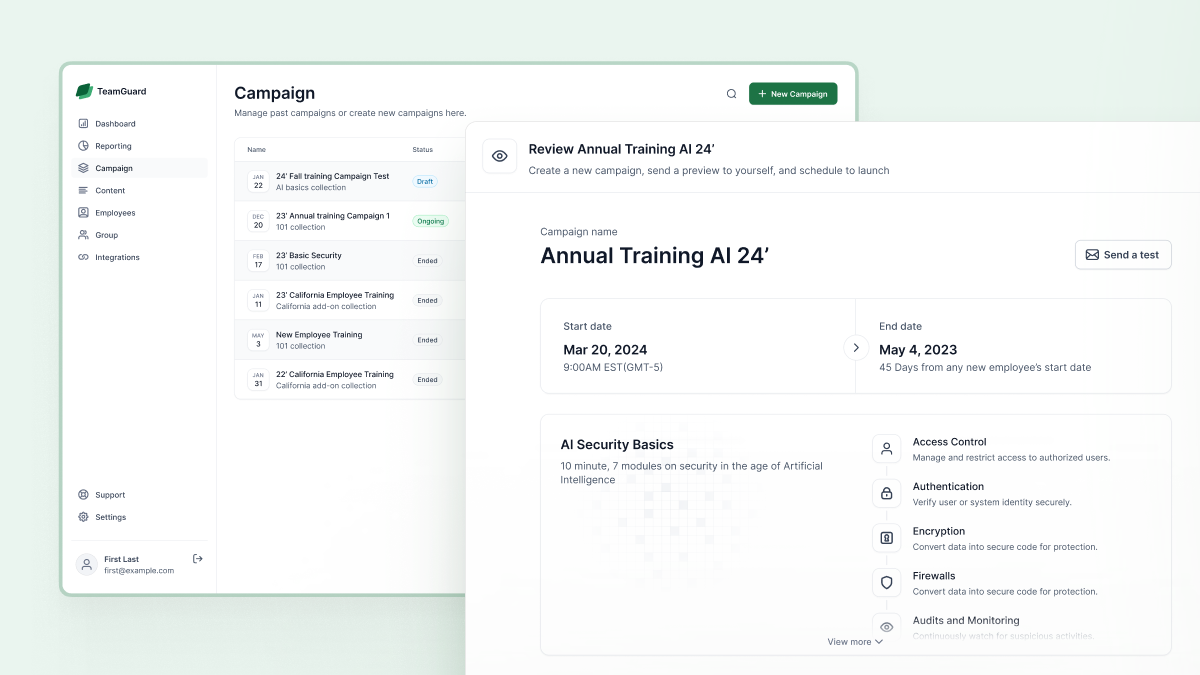 TeamGuard
Dashboard
Reporting
Campaign
Content
Employees
Group
Integrations
Support
Settings
First Last
first@example.com
Campaign
Manage past campaigns or create new campaigns here.
New Campaign
Name
Status
JAN
22
24’ Fall training Campaign Test
AI basics collection
Draft
DEC
20
23’ Annual training Campaign 1
101 collection
Ongoing
FEB
17
23’ Basic Security
101 collection
Ended
JAN
11
23’ California Employee Training
California add-on collection
Ended
MAY
3
New Employee Training
101 collection
Ended
JAN
31
22’ California Employee Training
California add-on collection
Ended
Review Annual Training AI 24’
Create a new campaign, send a preview to yourself, and schedule to launch
Campaign name
Annual Training AI 24’
Send a test
Start date
Mar 20, 2024
9:00AM EST(GMT-5)
End date
May 4, 2023
45 Days from any new employee’s start date
AI Security Basics
10 minute, 7 modules on security in the age of Artificial
Intelligence
Access Control
Manage and restrict access to authorized users.
Authentication
Verify user or system identity securely.
Encryption
Convert data into secure code for protection.
Firewalls
Convert data into secure code for protection.
Audits and Monitoring
Continuously watch for suspicious activities.
View more